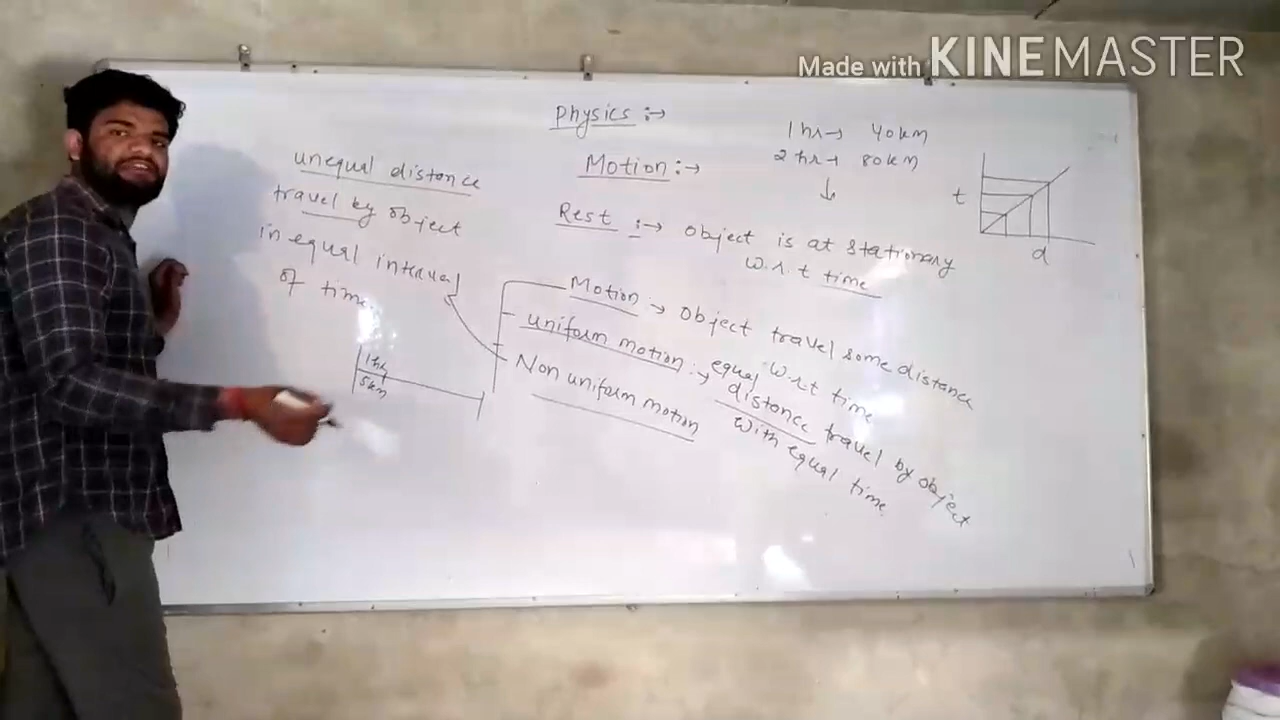 Made with KINEMASTER
Physics :→
Motion :→
1 hr → 40 km
2 hr → 80 km
↓
t
d
Rest :→ object is at stationary
w.r.t time
unequal distance
travel by object
in equal interval
of time.
1 hr
5 km
Motion :→ object travel some distance
w.r.t time
uniform motion :→ equal
distance travel by object
with equal time
Non uniform motion